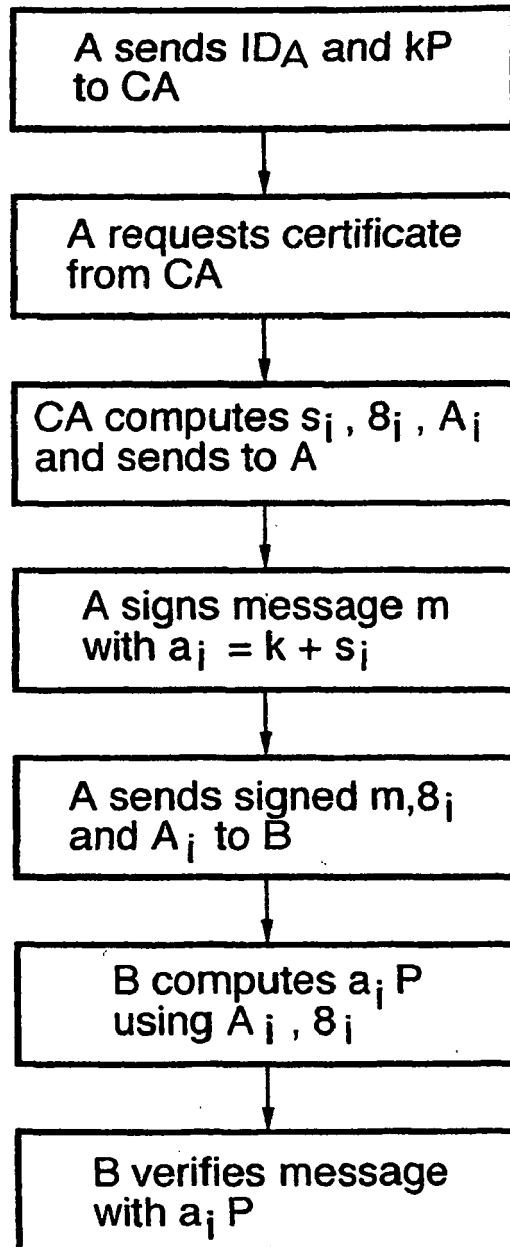 A sends IDA and kP
to CA
A requests certificate
from CA
CA computes si , 8i , Ai
and sends to A
A signs message m
with ai = k + si
A sends signed m,8i
and Ai to B
B computes ai P
using Ai , 8i
B verifies message
with ai P